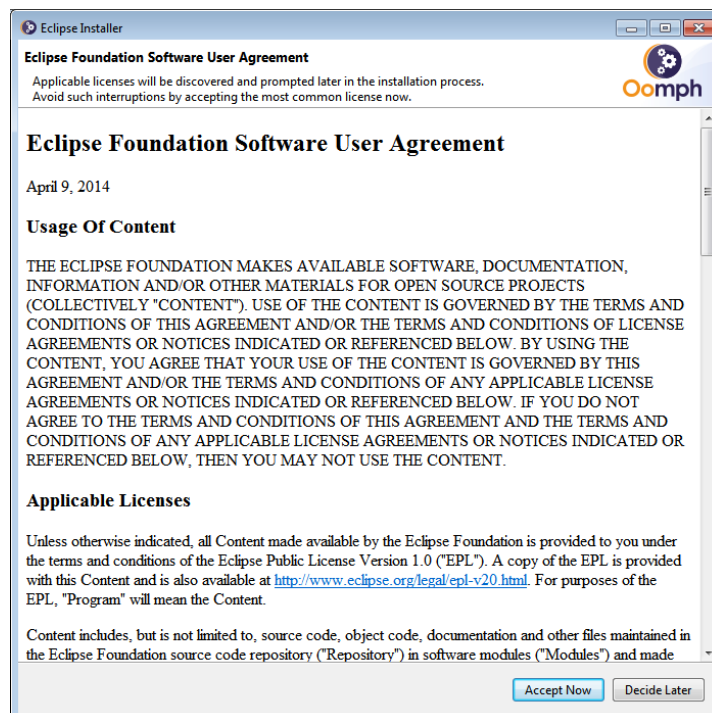 Eclipse Installer
Eclipse Foundation Software User Agreement
Applicable licenses will be discovered and prompted later in the installation process.
Avoid such interruptions by accepting the most common license now.
Oomph
Eclipse Foundation Software User Agreement
April 9, 2014
Usage Of Content
THE ECLIPSE FOUNDATION MAKES AVAILABLE SOFTWARE, DOCUMENTATION,
INFORMATION AND/OR OTHER MATERIALS FOR OPEN SOURCE PROJECTS
(COLLECTIVELY "CONTENT"). USE OF THE CONTENT IS GOVERNED BY THE TERMS AND
CONDITIONS OF THIS AGREEMENT AND/OR THE TERMS AND CONDITIONS OF LICENSE
AGREEMENTS OR NOTICES INDICATED OR REFERENCED BELOW. BY USING THE
CONTENT, YOU AGREE THAT YOUR USE OF THE CONTENT IS GOVERNED BY THIS
AGREEMENT AND/OR THE TERMS AND CONDITIONS OF ANY APPLICABLE LICENSE
AGREEMENTS OR NOTICES INDICATED OR REFERENCED BELOW. IF YOU DO NOT
AGREE TO THE TERMS AND CONDITIONS OF THIS AGREEMENT AND THE TERMS AND
CONDITIONS OF ANY APPLICABLE LICENSE AGREEMENTS OR NOTICES INDICATED OR
REFERENCED BELOW, THEN YOU MAY NOT USE THE CONTENT.
Applicable Licenses
Unless otherwise indicated, all Content made available by the Eclipse Foundation is provided to you under
the terms and conditions of the Eclipse Public License Version 1.0 ("EPL"). A copy of the EPL is provided
with this Content and is also available at http://www.eclipse.org/legal/epl-v20.html. For purposes of the
EPL, "Program" will mean the Content.
Content includes, but is not limited to, source code, object code, documentation and other files maintained in
the Eclipse Foundation source code repository ("Repository") in software modules ("Modules") and made
Accept Now
Decide Later